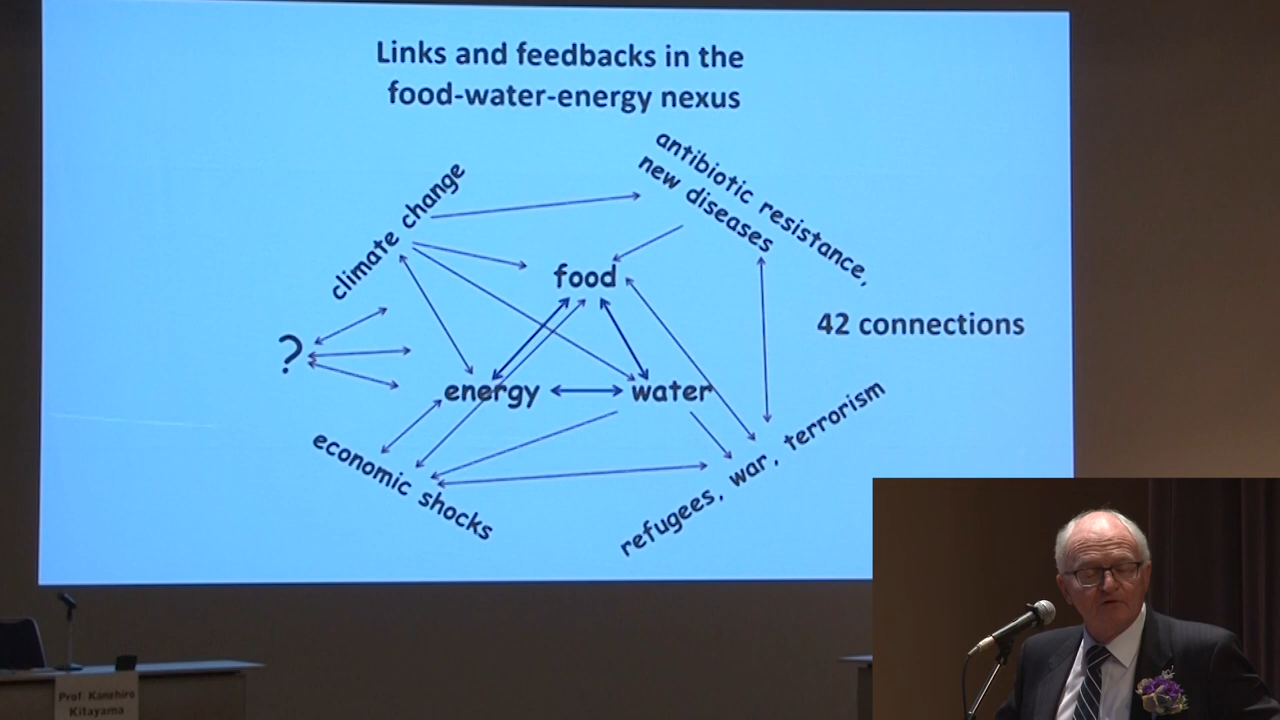 Links and feedbacks in the
food-water-energy nexus
climate change
antibiotic resistance,
new diseases
food
42 connections
?
energy
water
economic shocks
refugees, war, terrorism
Prof. Kanehiro
Kitayama